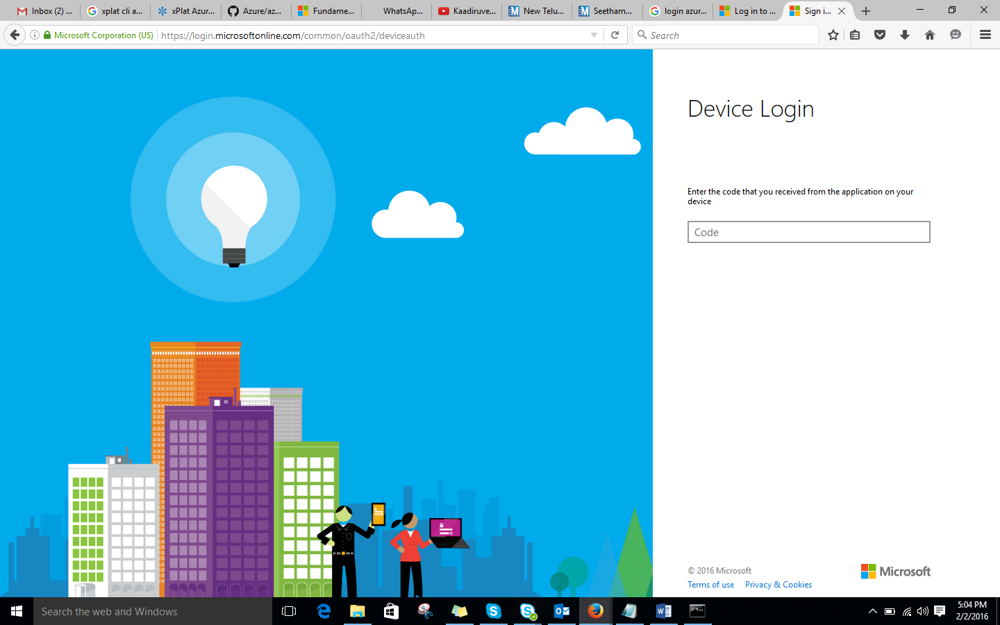 Inbox (2) ...
xplat cli a...
xPlat Azur...
Azure/az...
Fundame...
WhatsAp...
Kaadiruve...
New Telu...
Seetham...
login azur...
Log in to ...
Sign i...
Microsoft Corporation (US)
https://login.microsoftonline.com/common/oauth2/deviceauth
Search
Device Login
Enter the code that you received from the application on your
device
Code
© 2016 Microsoft
Terms of use Privacy & Cookies
Microsoft
Search the web and Windows
5:04 PM
2/2/2016